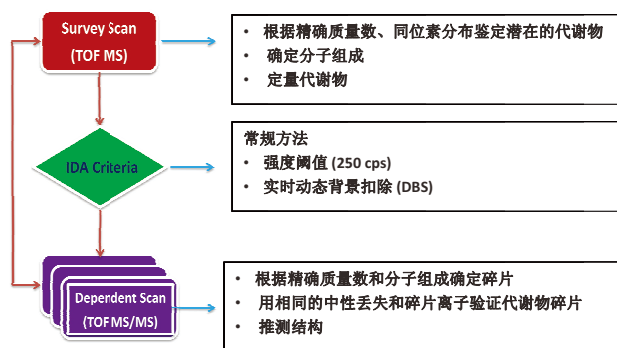 Survey Scan
(TOF MS)
• 根据精确质量数、同位素分布鉴定潜在的代谢物
• 确定分子组成
• 定量代谢物
IDA Criteria
常规方法
• 强度阈值 (250 cps)
• 实时动态背景扣除 (DBS)
Dependent Scan
(TOF MS/MS)
• 根据精确质量数和分子组成确定碎片
• 用相同的中性丢失和碎片离子验证代谢物碎片
• 推测结构